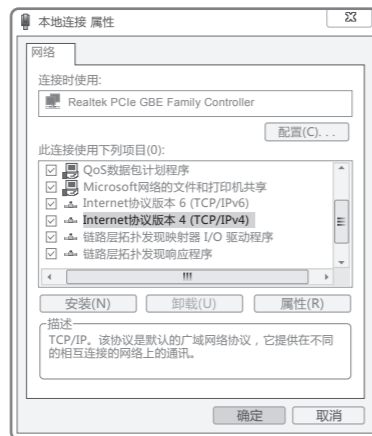 本地连接 属性
网络
连接时使用:
Realtek PCIe GBE Family Controller
配置(C). . .
此连接使用下列项目(0):
QoS数据包计划程序
Microsoft网络的文件和打印机共享
Internet协议版本 6 (TCP/IPv6)
Internet协议版本 4 (TCP/IPv4)
链路层拓扑发现映射器 I/O 驱动程序
链路层拓扑发现响应程序
安装(N)
卸载(U)
属性(R)
描述
TCP/IP。该协议是默认的广域网络协议，它提供在不同
的相互连接的网络上的通讯。
确定
取消